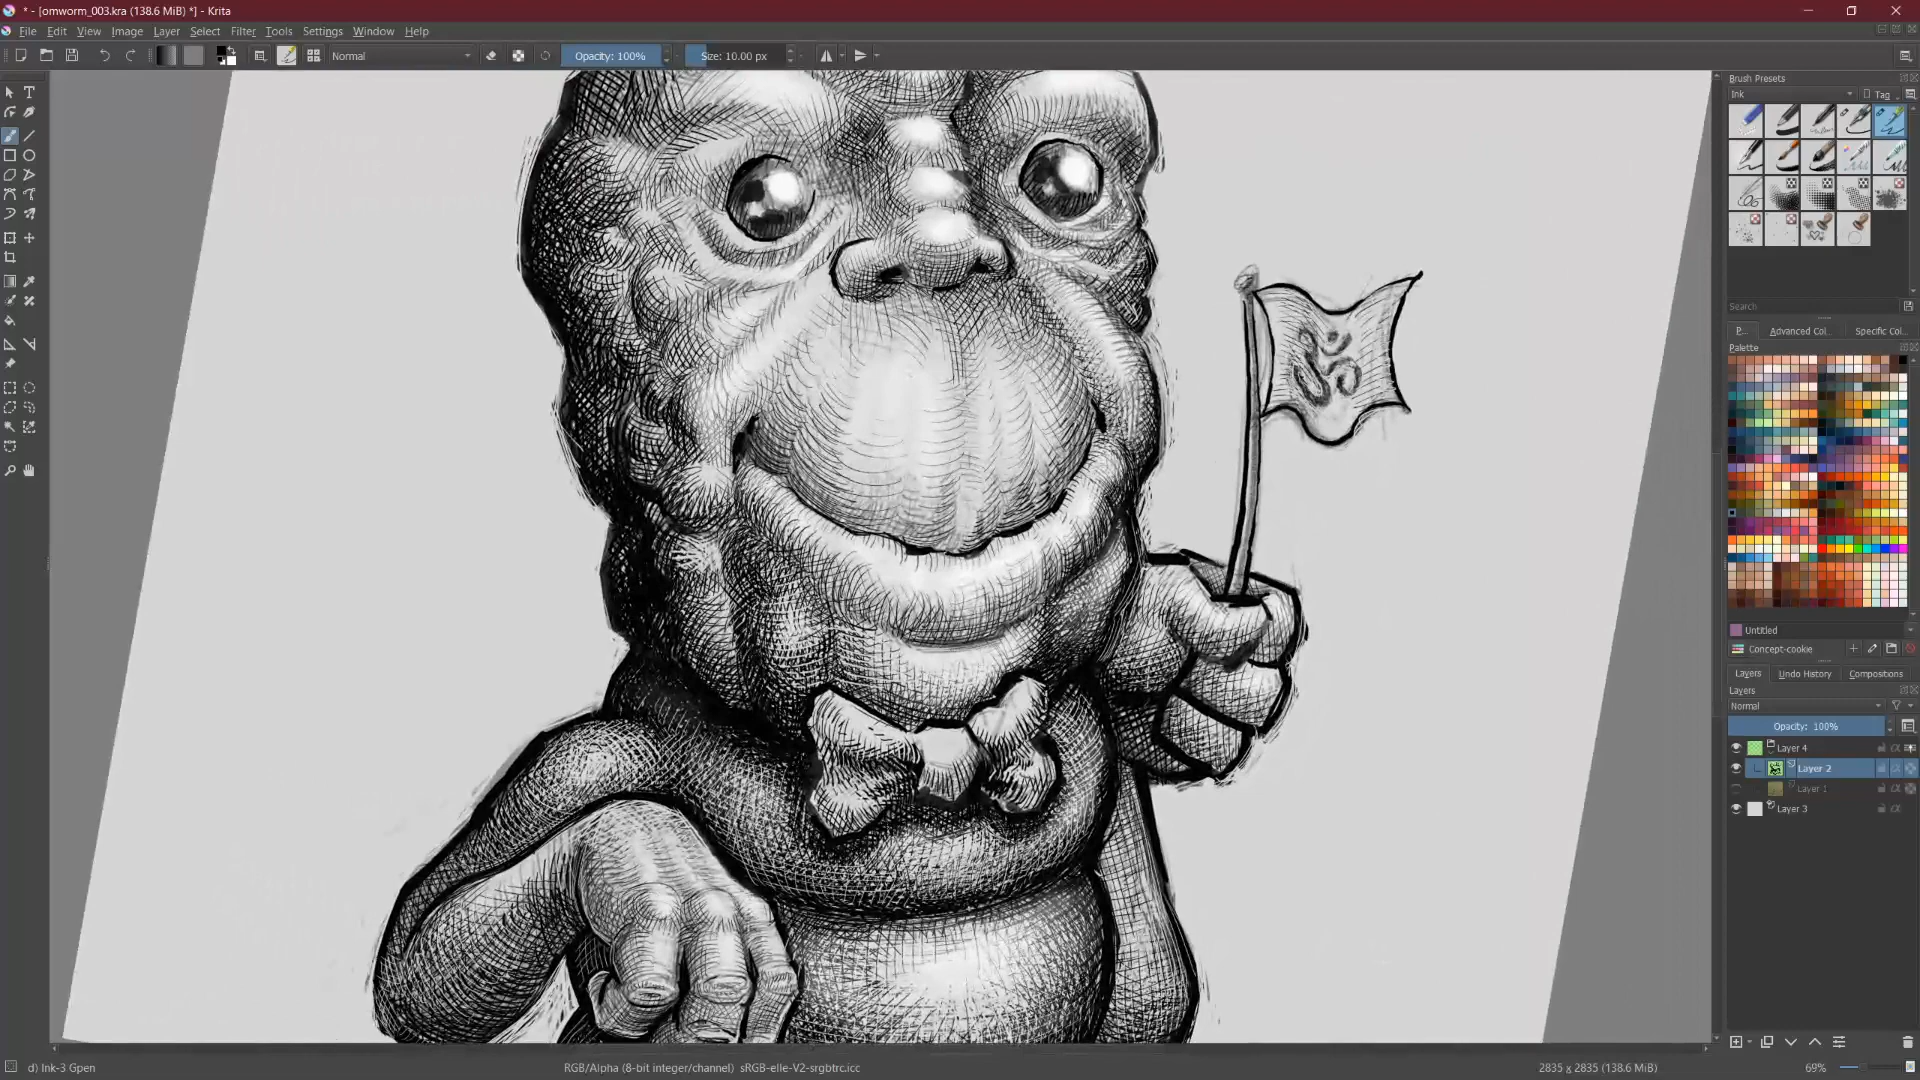 * - [omworm_003.kra (138.6 MiB) *] - Krita
File Edit View Image Layer Select Filter Tools Settings Window Help
Normal Opacity: 100% Size: 10.00 px
Brush Presets
Ink Tag
ॐ
Search
P... Advanced Col... Specific Col...
Palette
Untitled
Concept-cookie
Layers Undo History Compositions
Layers
Normal
Opacity: 100%
Layer 4
Layer 2
Layer 1
Layer 3
d) Ink-3 Gpen RGB/Alpha (8-bit integer/channel) sRGB-elle-V2-srgbtrc.icc 2835 x 2835 (138.6 MiB) 69%